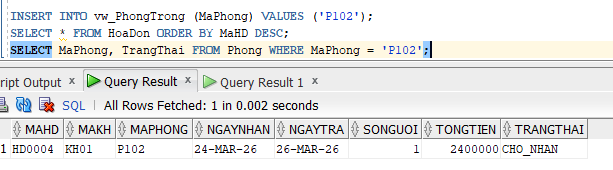 INSERT INTO vw_PhongTrong (MaPhong) VALUES ('P102');
SELECT * FROM HoaDon ORDER BY MaHD DESC;
SELECT MaPhong, TrangThai FROM Phong WHERE MaPhong = 'P102';
ript Output x Query Result x Query Result 1 x
SQL | All Rows Fetched: 1 in 0.002 seconds
MAHD MAKH MAPHONG NGAYNHAN NGAYTRA SONGUOI TONGTIEN TRANGTHAI
1 HD0004 KH01 P102 24-MAR-26 26-MAR-26 1 2400000 CHO_NHAN